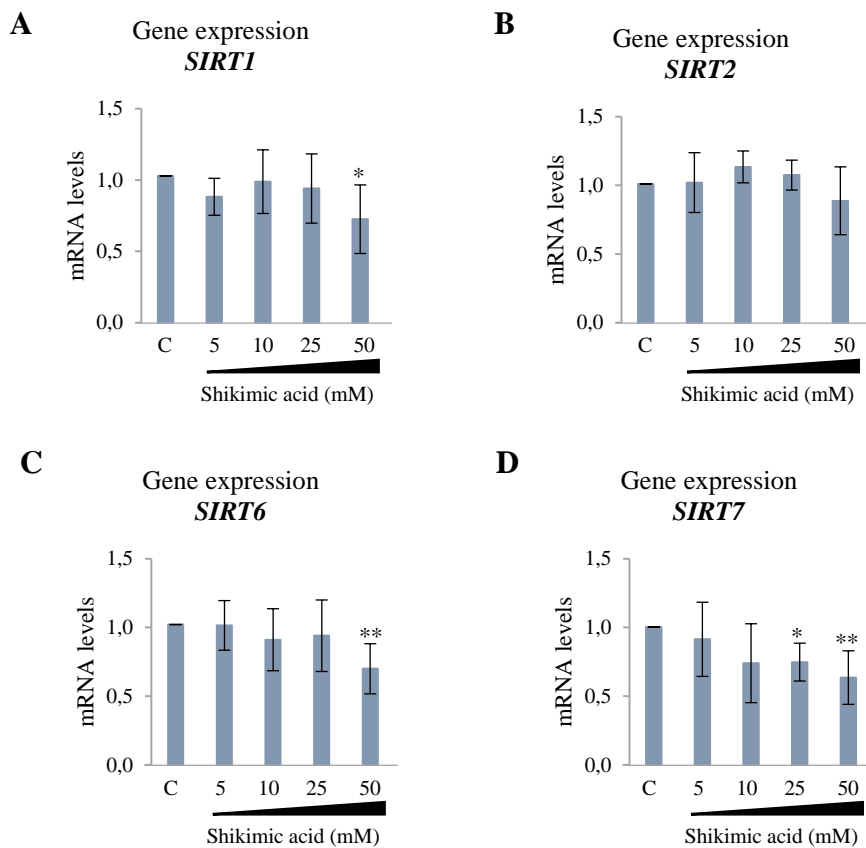 A
Gene expression
SIRT1
mRNA levels
1,5
1,0
0,5
0,0
*
C 5 10 25 50
Shikimic acid (mM)
B
Gene expression
SIRT2
mRNA levels
1,5
1,0
0,5
0,0
C 5 10 25 50
Shikimic acid (mM)
C
Gene expression
SIRT6
mRNA levels
1,5
1,0
0,5
0,0
**
C 5 10 25 50
Shikimic acid (mM)
D
Gene expression
SIRT7
mRNA levels
1,5
1,0
0,5
0,0
* **
C 5 10 25 50
Shikimic acid (mM)